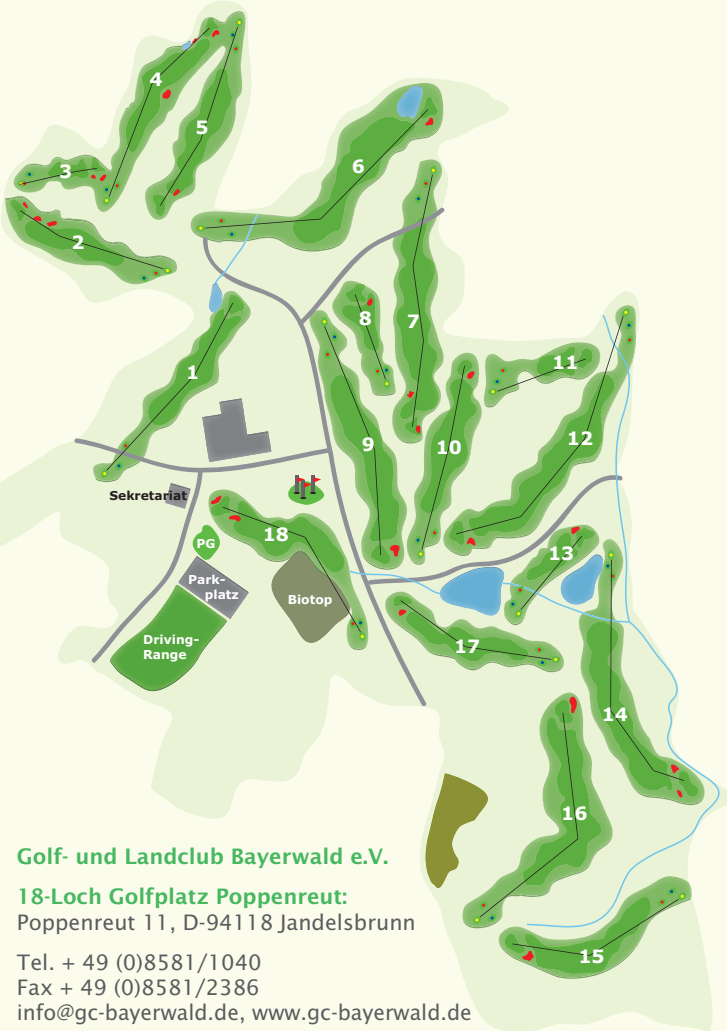 4
5
3
6
2
1
8
7
11
9
10
12
Sekretariat
18
PG
13
Park-
platz
Biotop
Driving-
Range
17
14
16
15
Golf- und Landclub Bayerwald e.V.
18-Loch Golfplatz Poppenreut:
Poppenreut 11, D-94118 Jandelsbrunn
Tel. + 49 (0)8581/1040
Fax + 49 (0)8581/2386
info@gc-bayerwald.de, www.gc-bayerwald.de